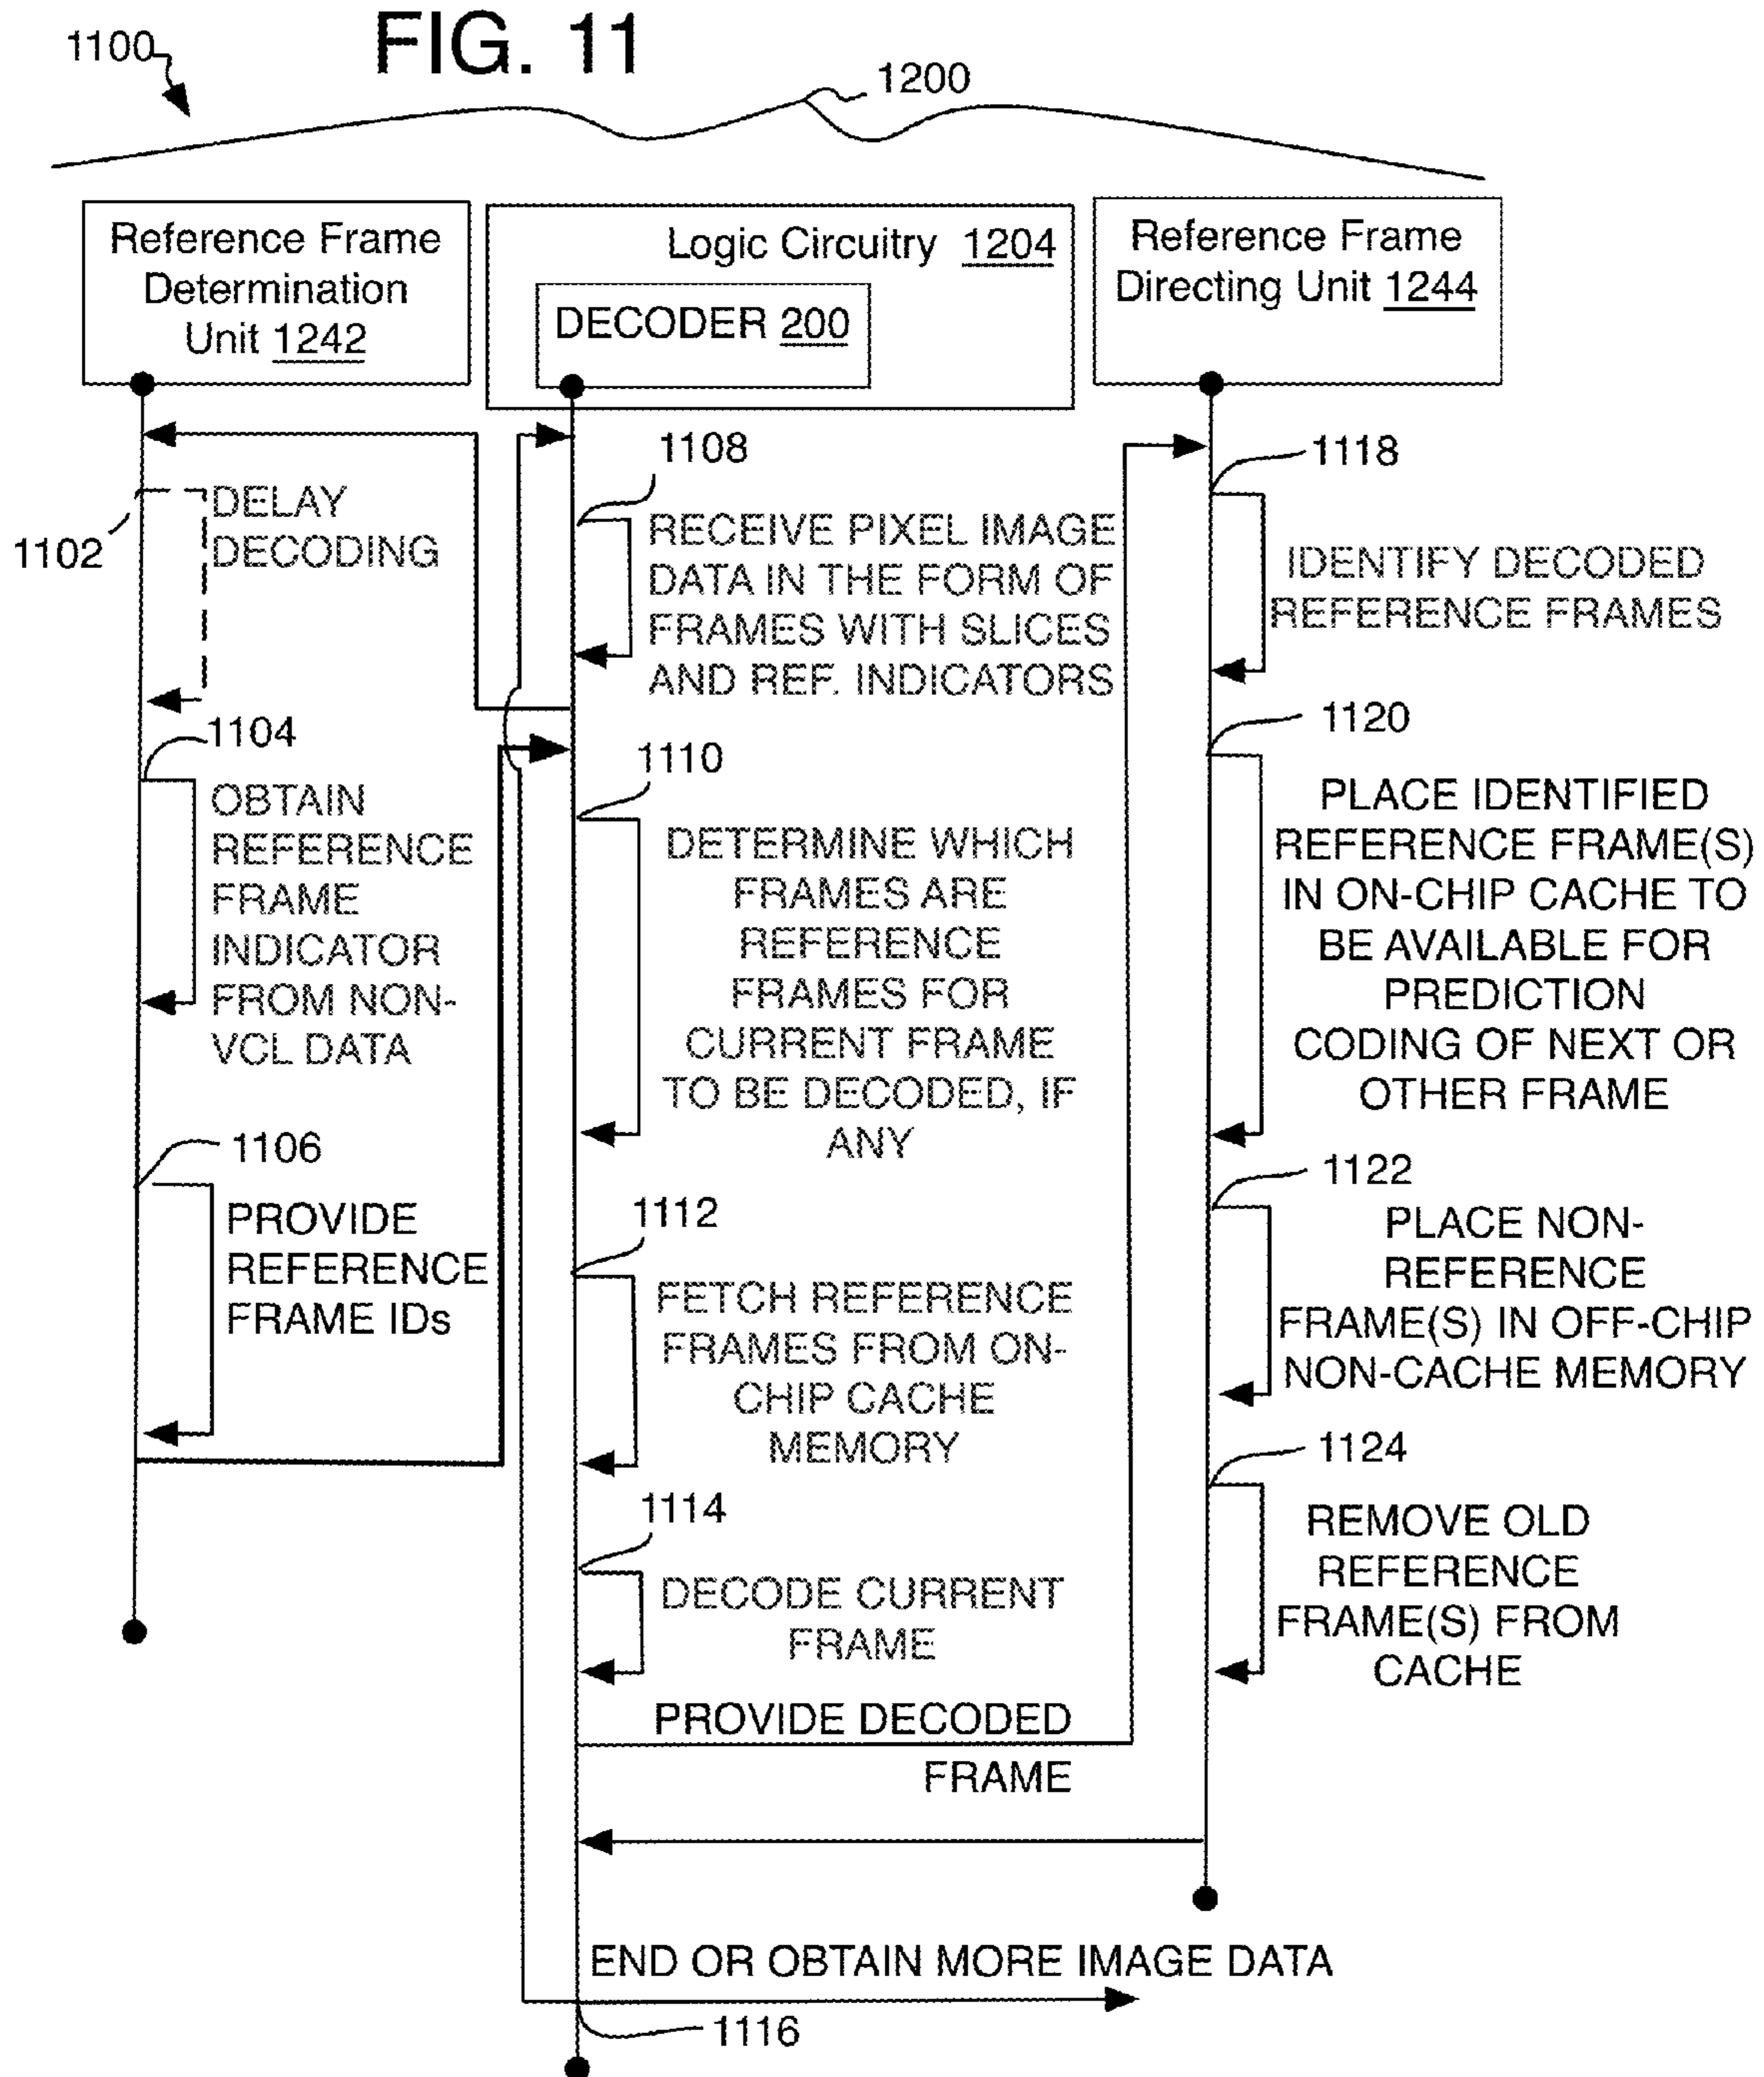 FIG. 11
1100
1200
Reference Frame
Determination
Unit 1242
Logic Circuitry 1204
DECODER 200
Reference Frame
Directing Unit 1244
1102
DELAY
DECODING
1104
OBTAIN
REFERENCE
FRAME
INDICATOR
FROM NON-
VCL DATA
1106
PROVIDE
REFERENCE
FRAME IDs
1108
RECEIVE PIXEL IMAGE
DATA IN THE FORM OF
FRAMES WITH SLICES
AND REF. INDICATORS
1110
DETERMINE WHICH
FRAMES ARE
REFERENCE
FRAMES FOR
CURRENT FRAME
TO BE DECODED, IF
ANY
1112
FETCH REFERENCE
FRAMES FROM ON-
CHIP CACHE
MEMORY
1114
DECODE CURRENT
FRAME
PROVIDE DECODED
FRAME
1118
IDENTIFY DECODED
REFERENCE FRAMES
1120
PLACE IDENTIFIED
REFERENCE FRAME(S)
IN ON-CHIP CACHE TO
BE AVAILABLE FOR
PREDICTION
CODING OF NEXT OR
OTHER FRAME
1122
PLACE NON-
REFERENCE
FRAME(S) IN OFF-CHIP
NON-CACHE MEMORY
1124
REMOVE OLD
REFERENCE
FRAME(S) FROM
CACHE
END OR OBTAIN MORE IMAGE DATA
1116